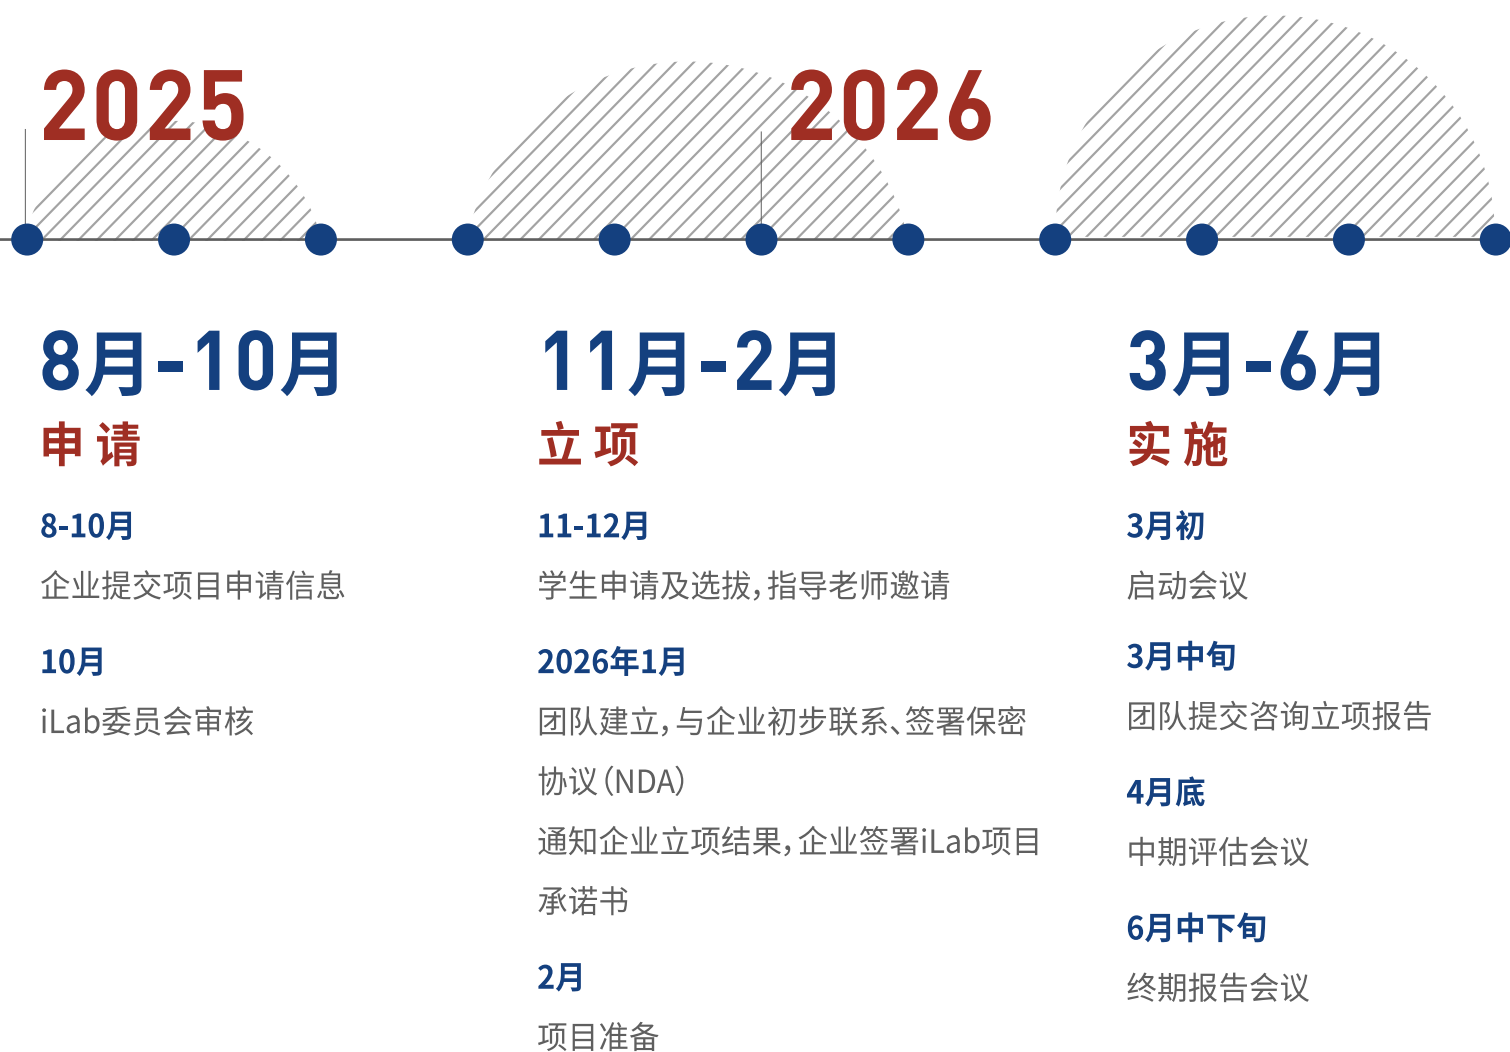 2025
2026
8月-10月
申请
8-10月
企业提交项目申请信息
10月
iLab委员会审核
11月-2月
立项
11-12月
学生申请及选拔，指导老师邀请
2026年1月
团队建立，与企业初步联系、签署保密
协议（NDA）
通知企业立项结果，企业签署iLab项目
承诺书
2月
项目准备
3月-6月
实施
3月初
启动会议
3月中旬
团队提交咨询立项报告
4月底
中期评估会议
6月中下旬
终期报告会议